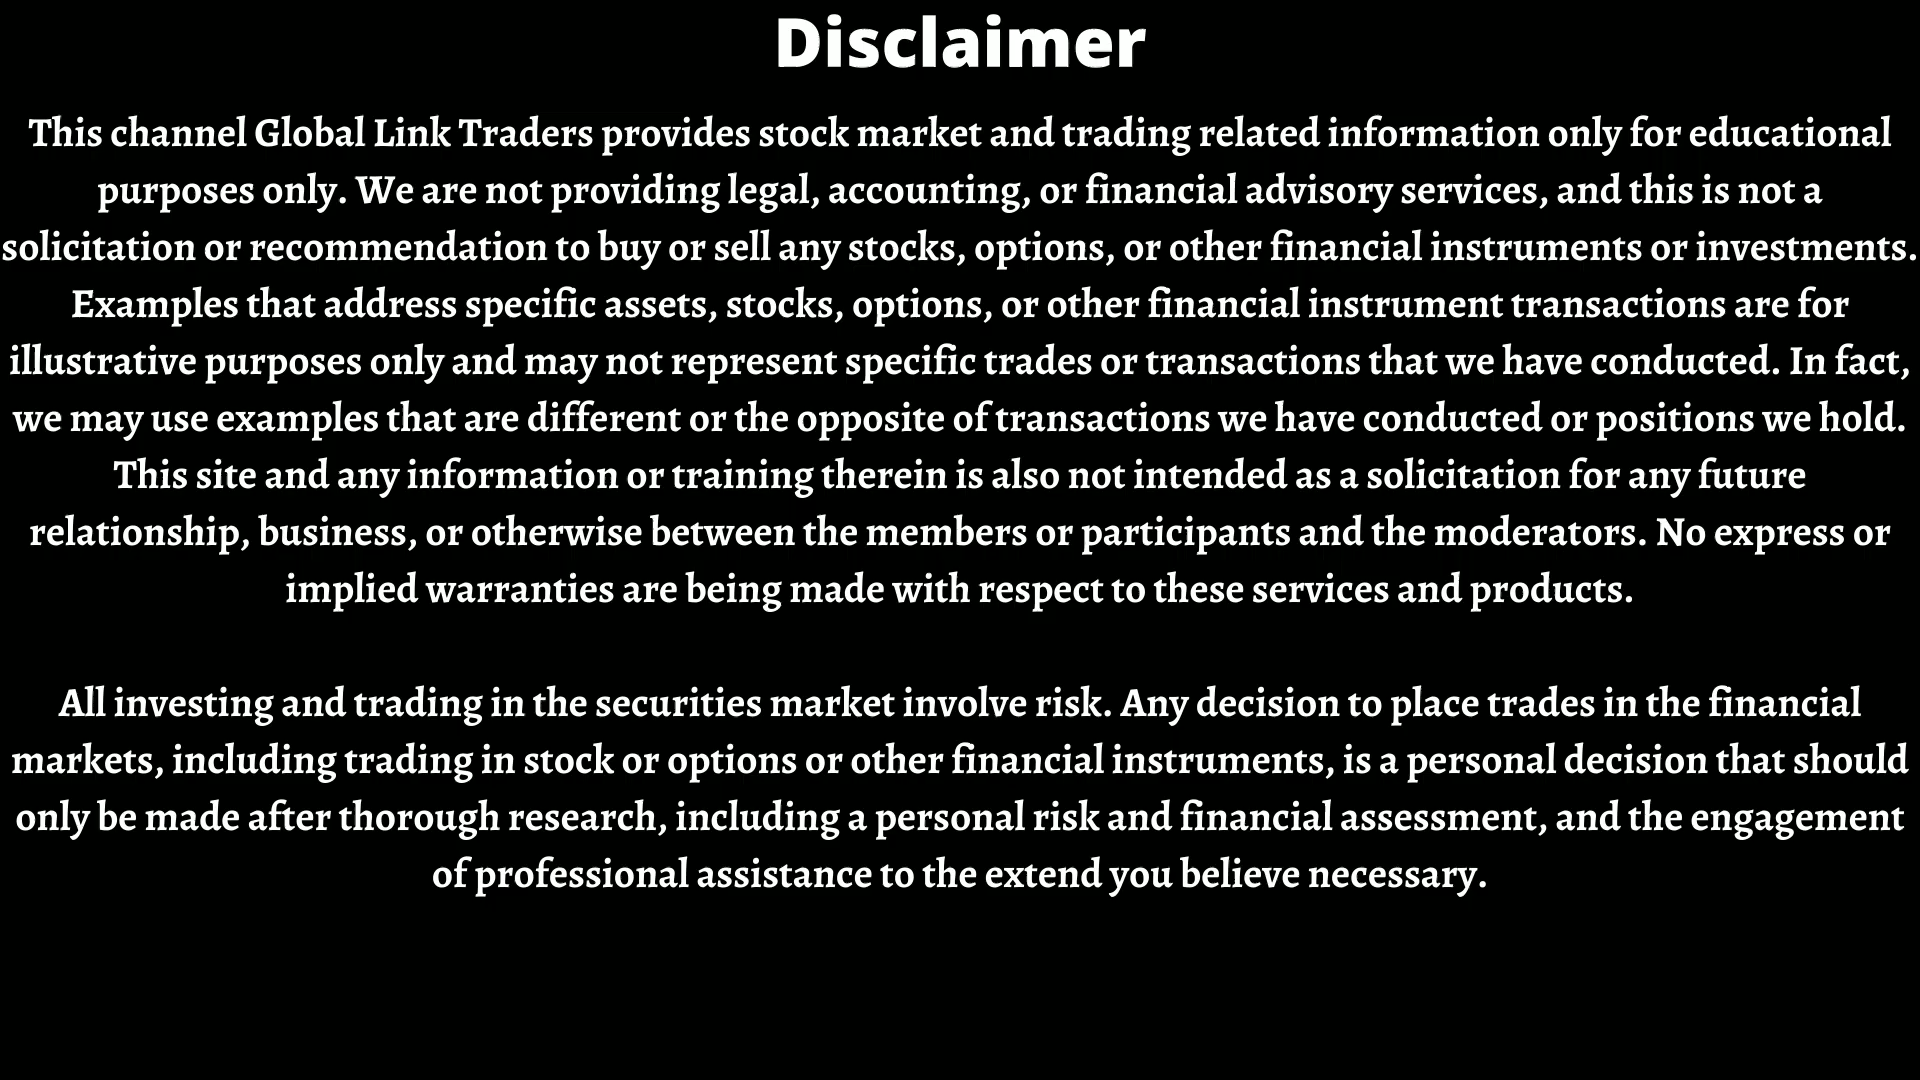 Disclaimer
This channel Global Link Traders provides stock market and trading related information only for educational
purposes only. We are not providing legal, accounting, or financial advisory services, and this is not a
solicitation or recommendation to buy or sell any stocks, options, or other financial instruments or investments.
Examples that address specific assets, stocks, options, or other financial instrument transactions are for
illustrative purposes only and may not represent specific trades or transactions that we have conducted. In fact,
we may use examples that are different or the opposite of transactions we have conducted or positions we hold.
This site and any information or training therein is also not intended as a solicitation for any future
relationship, business, or otherwise between the members or participants and the moderators. No express or
implied warranties are being made with respect to these services and products.
All investing and trading in the securities market involve risk. Any decision to place trades in the financial
markets, including trading in stock or options or other financial instruments, is a personal decision that should
only be made after thorough research, including a personal risk and financial assessment, and the engagement
of professional assistance to the extend you believe necessary.